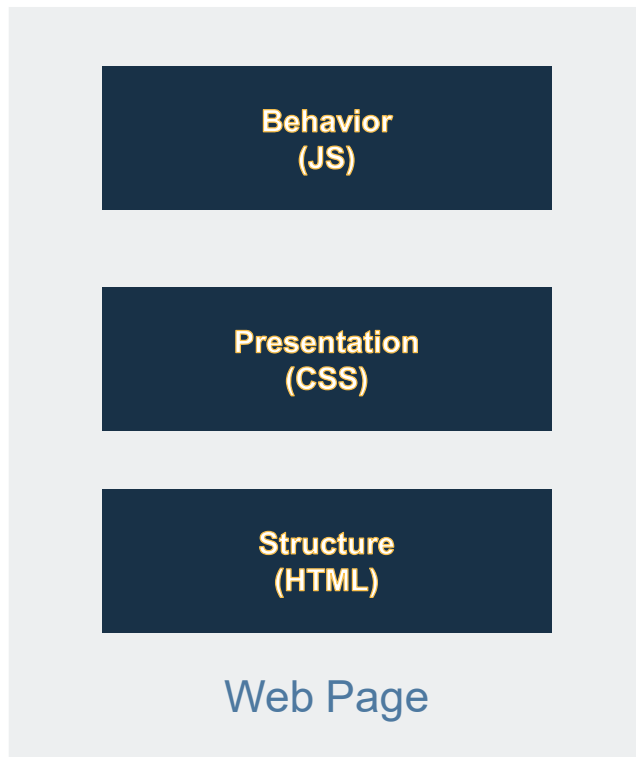 Behavior
(JS)
Presentation
(CSS)
Structure
(HTML)
Web Page